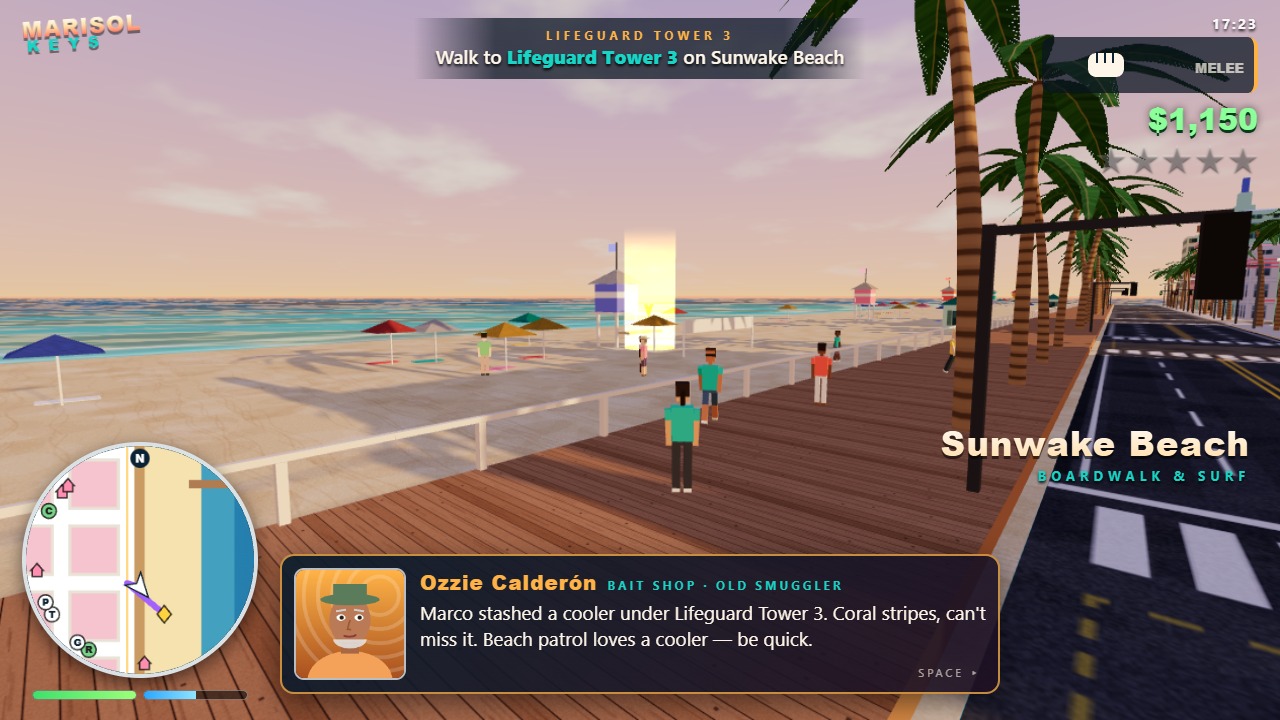 MARISOL
KEYS
LIFEGUARD TOWER 3
Walk to Lifeguard Tower 3 on Sunwake Beach
17:23
MELEE
$1,150
Sunwake Beach
BOARDWALK & SURF
N
C
P
T
G
R
Ozzie Calderón BAIT SHOP · OLD SMUGGLER
Marco stashed a cooler under Lifeguard Tower 3. Coral stripes, can't
miss it. Beach patrol loves a cooler — be quick.
SPACE ▸